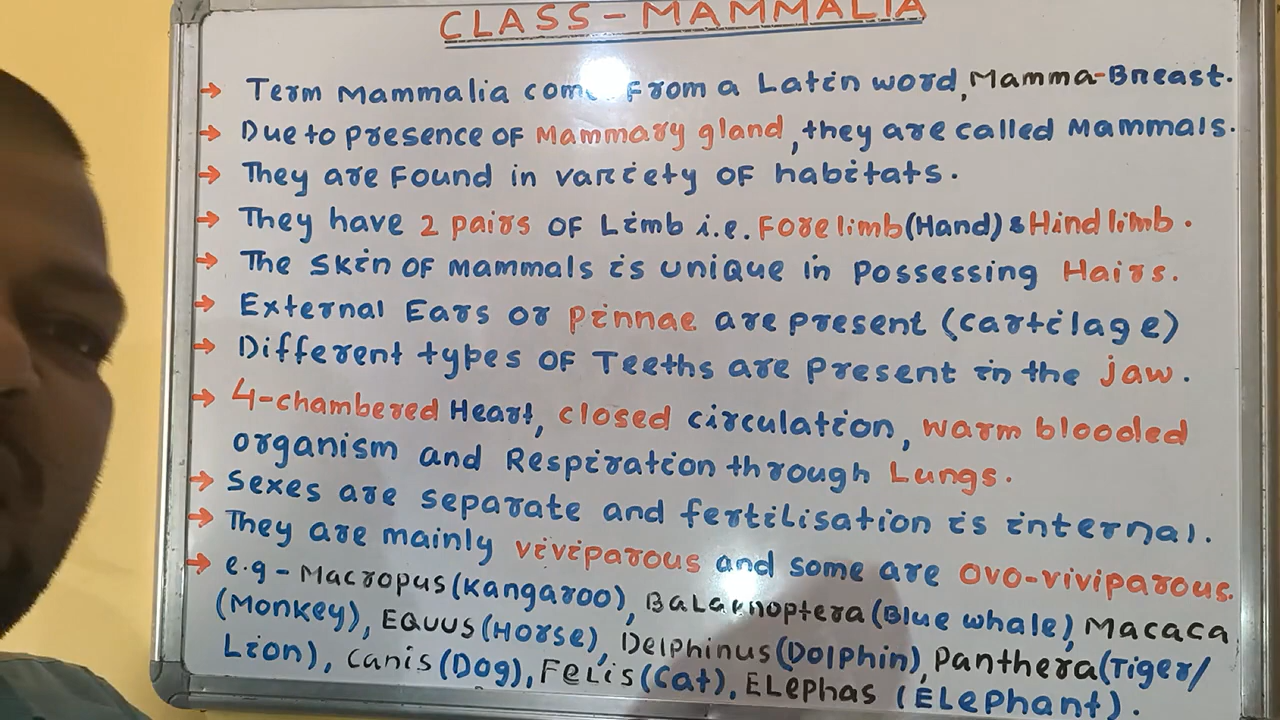 CLASS - MAMMALIA
→ Term Mammalia come From a Latin word, Mamma-Breast.
→ Due to presence of Mammary gland, they are called Mammals.
→ They are Found in variety of habitats.
→ They have 2 pairs of Limb i.e. Forelimb (Hand) & Hind limb.
→ The skin of mammals is unique in Possessing Hairs.
→ External Ears or Pinnae are present (cartilage)
→ Different types of Teeths are Present in the jaw.
→ 4-chambered Heart, closed circulation, warm blooded
organism and Respiration through Lungs.
→ Sexes are separate and fertilisation is internal.
→ They are mainly viviparous and some are ovo-viviparous.
→ e.g - Macropus (Kangaroo), Balaenoptera (Blue whale), Macaca
(Monkey), Equus (Horse), Delphinus (Dolphin), Panthera (Tiger/
Lion), Canis (Dog), Felis (Cat), Elephas (Elephant).